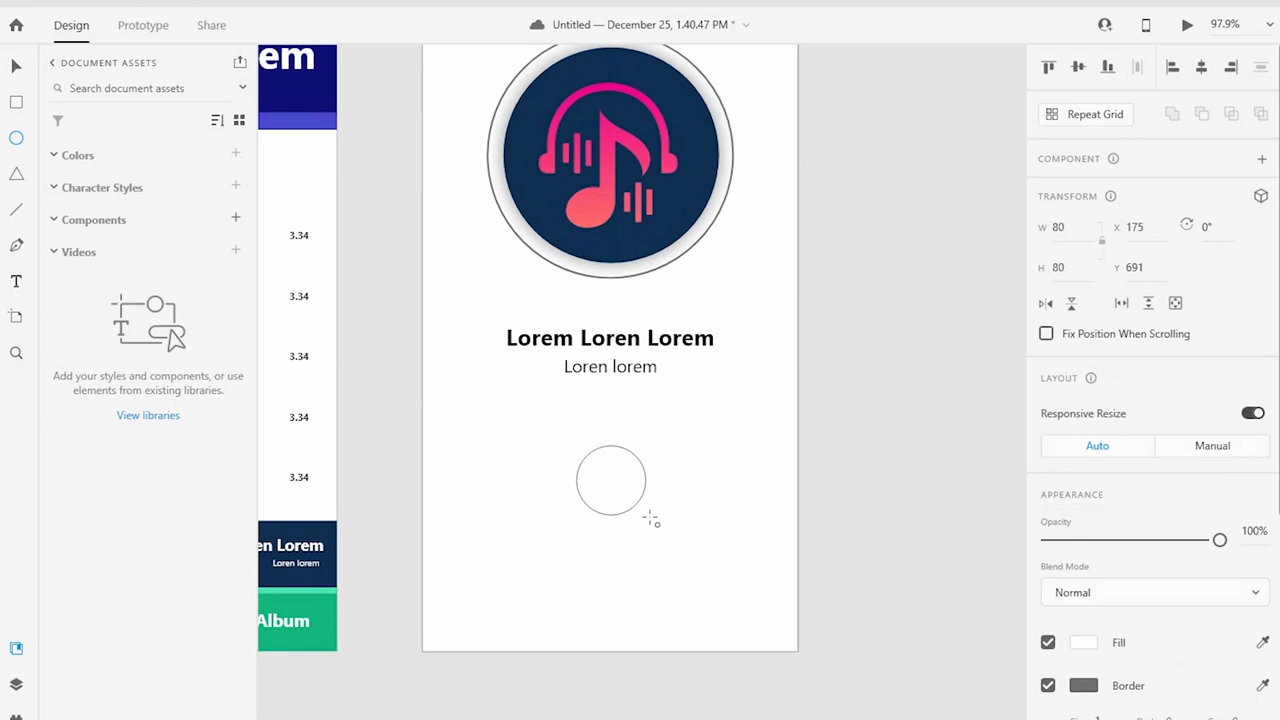 Design
Prototype
Share
Untitled — December 25, 1.40.47 PM *
97.9%
DOCUMENT ASSETS
Search document assets
Colors
Character Styles
Components
Videos
Add your styles and components, or use
elements from existing libraries.
View libraries
em
3.34
3.34
3.34
3.34
3.34
en Lorem
Loren lorem
Album
Lorem Loren Lorem
Loren lorem
Repeat Grid
COMPONENT
TRANSFORM
W 80
X 175
0°
H 80
Y 691
Fix Position When Scrolling
LAYOUT
Responsive Resize
Auto
Manual
APPEARANCE
Opacity
100%
Blend Mode
Normal
Fill
Border